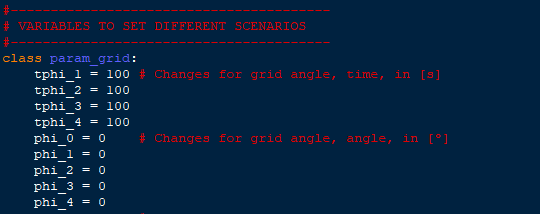 #----------------------------------------
# VARIABLES TO SET DIFFERENT SCENARIOS
#----------------------------------------
class param_grid:
    tphi_1 = 100 # Changes for grid angle, time, in [s]
    tphi_2 = 100
    tphi_3 = 100
    tphi_4 = 100
    phi_0 = 0    # Changes for grid angle, angle, in [°]
    phi_1 = 0
    phi_2 = 0
    phi_3 = 0
    phi_4 = 0